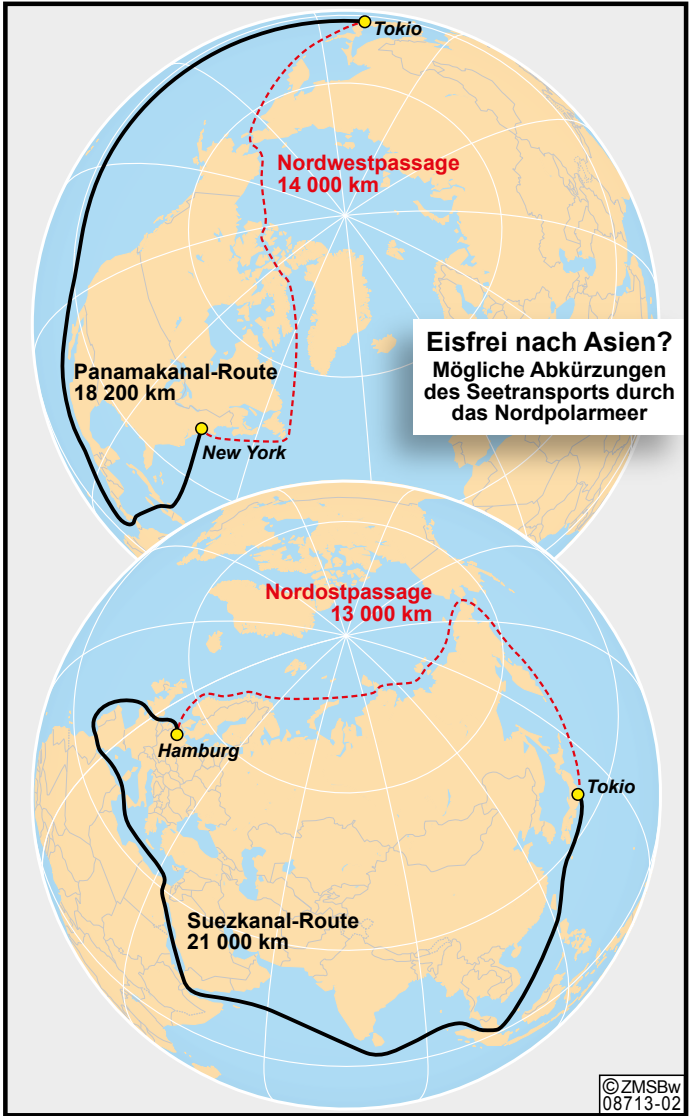 Tokio
Nordwestpassage
14 000 km
Eisfrei nach Asien?
Mögliche Abkürzungen
des Seetransports durch
das Nordpolarmeer
Panamakanal-Route
18 200 km
New York
Nordostpassage
13 000 km
Hamburg
Tokio
Suezkanal-Route
21 000 km
© ZMSBw
08713-02